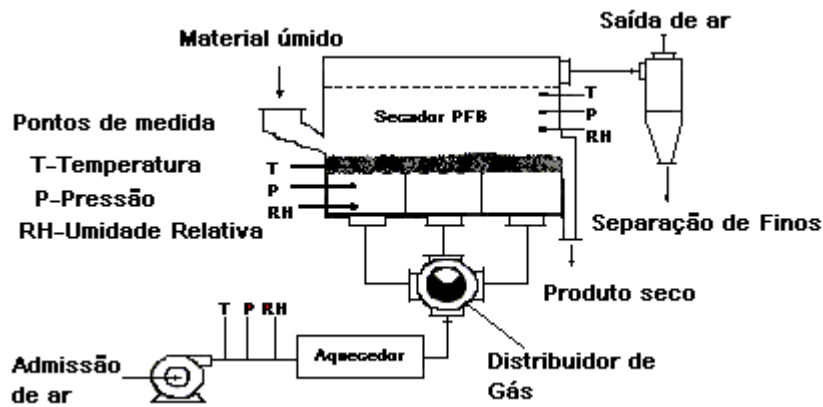 Saída de ar
Material úmido
T
Pontos de medida
Secador PFB
P
RH
T-Temperatura
T
P-Pressão
P
RH-Umidade Relativa
RH
Separação de Finos
Produto seco
T P RH
Admissão
de ar
Aquecedor
Distribuidor de
Gás